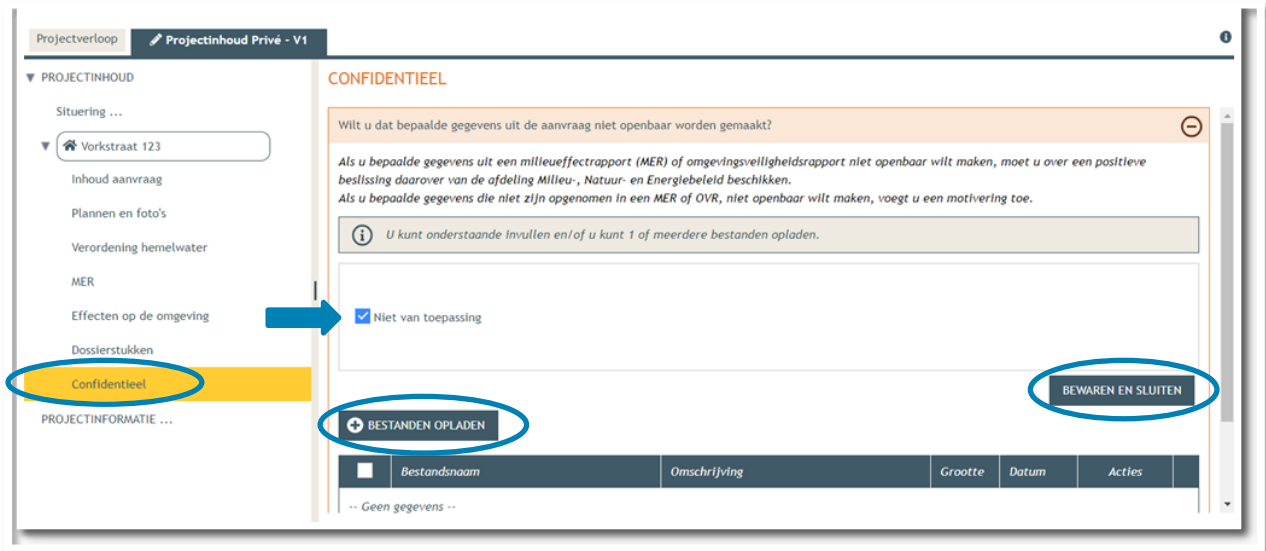 Projectverloop
Projectinhoud Privé - V1
PROJECTINHOUD
Situering ...
Vorkstraat 123
Inhoud aanvraag
Plannen en foto's
Verordening hemelwater
MER
Effecten op de omgeving
Dossierstukken
Confidentieel
PROJECTINFORMATIE ...
CONFIDENTIEEL
Wilt u dat bepaalde gegevens uit de aanvraag niet openbaar worden gemaakt?
Als u bepaalde gegevens uit een milieueffectrapport (MER) of omgevingsveiligheidsrapport niet openbaar wilt maken, moet u over een positieve
beslissing daarover van de afdeling Milieu-, Natuur- en Energiebeleid beschikken.
Als u bepaalde gegevens die niet zijn opgenomen in een MER of OVR, niet openbaar wilt maken, voegt u een motivering toe.
U kunt onderstaande invullen en/of u kunt 1 of meerdere bestanden opladen.
Niet van toepassing
BEWAREN EN SLUITEN
BESTANDEN OPLADEN
Bestandsnaam Omschrijving Grootte Datum Acties
-- Geen gegevens --